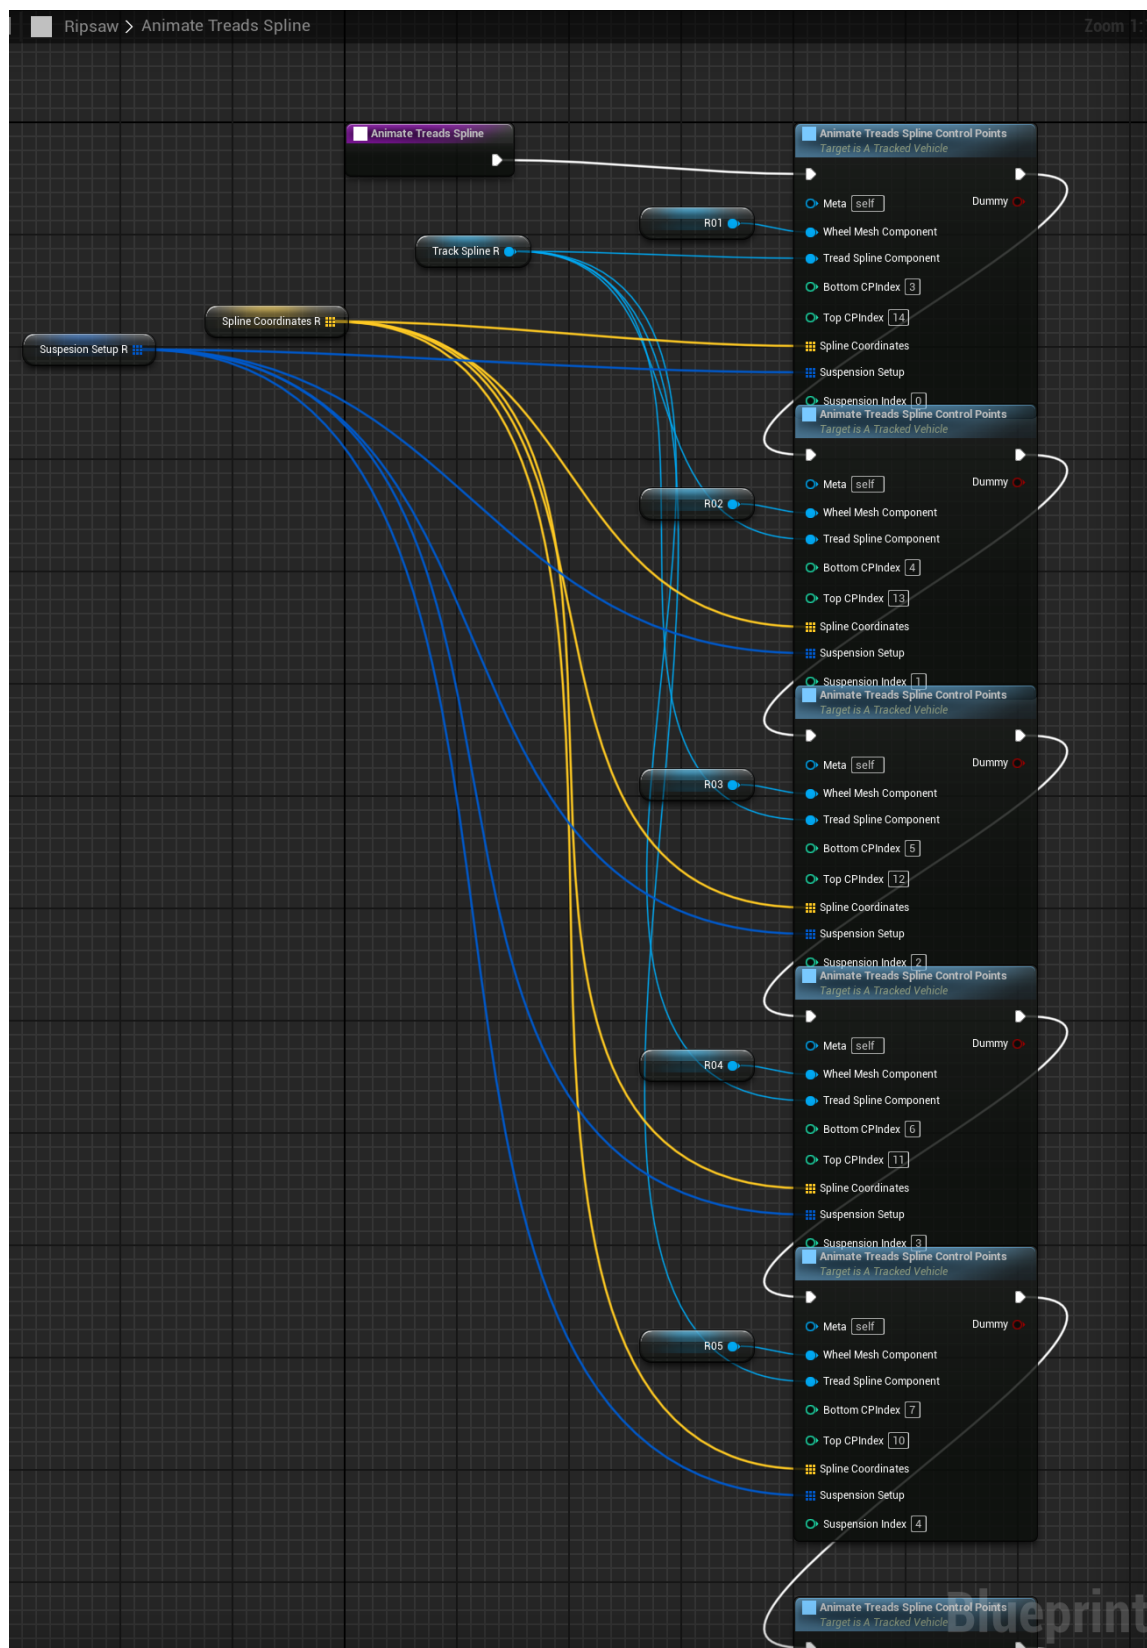 Ripsaw > Animate Treads Spline
Zoom 1:
Animate Treads Spline
Track Spline R
Spline Coordinates R
Suspesion Setup R
R01
Animate Treads Spline Control Points
Target is A Tracked Vehicle
Meta self
Dummy
Wheel Mesh Component
Tread Spline Component
Bottom CPIndex 3
Top CPIndex 14
Spline Coordinates
Suspension Setup
Suspension Index 0
R02
Animate Treads Spline Control Points
Target is A Tracked Vehicle
Meta self
Dummy
Wheel Mesh Component
Tread Spline Component
Bottom CPIndex 4
Top CPIndex 13
Spline Coordinates
Suspension Setup
Suspension Index 1
R03
Animate Treads Spline Control Points
Target is A Tracked Vehicle
Meta self
Dummy
Wheel Mesh Component
Tread Spline Component
Bottom CPIndex 5
Top CPIndex 12
Spline Coordinates
Suspension Setup
Suspension Index 2
R04
Animate Treads Spline Control Points
Target is A Tracked Vehicle
Meta self
Dummy
Wheel Mesh Component
Tread Spline Component
Bottom CPIndex 6
Top CPIndex 11
Spline Coordinates
Suspension Setup
Suspension Index 3
R05
Animate Treads Spline Control Points
Target is A Tracked Vehicle
Meta self
Dummy
Wheel Mesh Component
Tread Spline Component
Bottom CPIndex 7
Top CPIndex 10
Spline Coordinates
Suspension Setup
Suspension Index 4
Animate Treads Spline Control Points
Target is A Tracked Vehicle
Blueprint